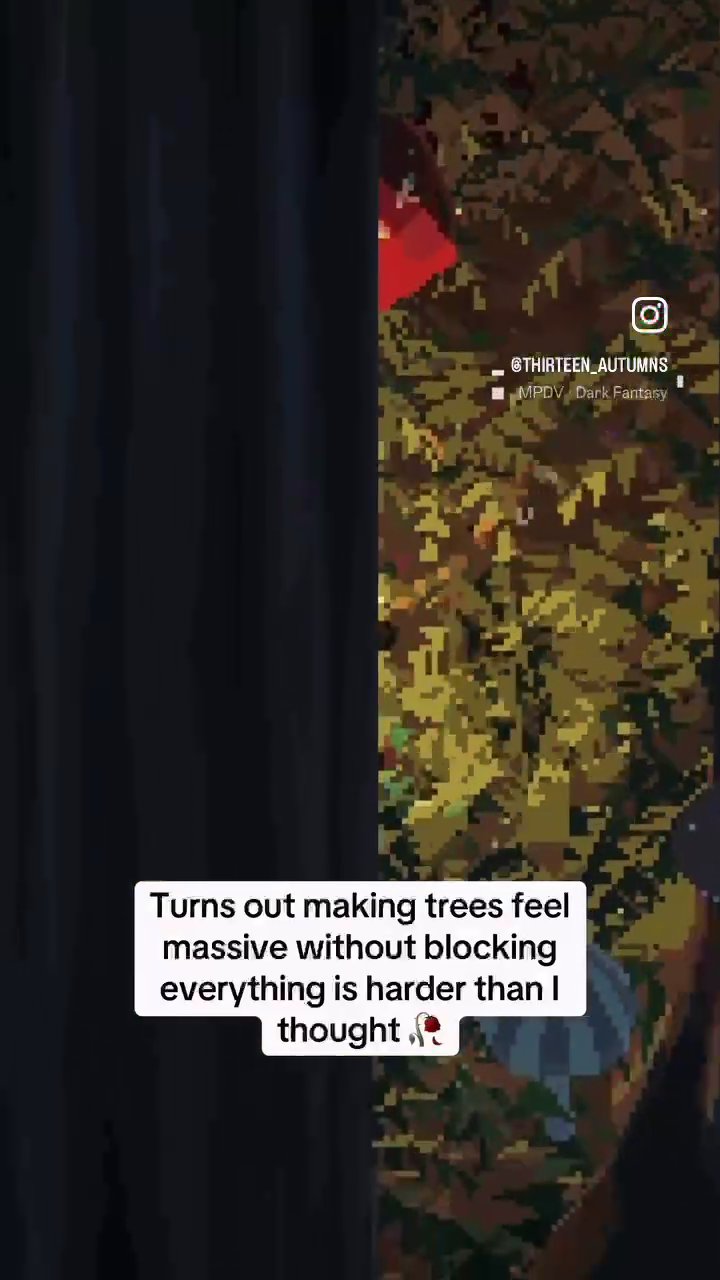 @THIRTEEN_AUTUMNS
MPDV · Dark Fantasy
Turns out making trees feel
massive without blocking
everything is harder than I
thought 🥀